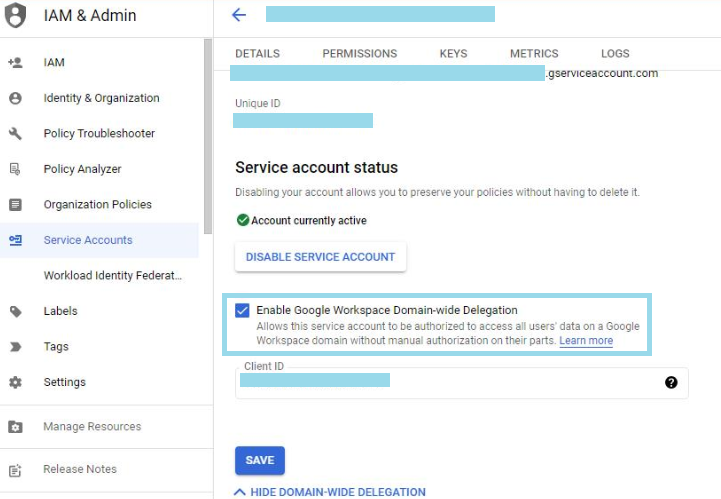 IAM & Admin
DETAILS
PERMISSIONS
KEYS
METRICS
LOGS
.gserviceaccount.com
IAM
Identity & Organization
Policy Troubleshooter
Policy Analyzer
Organization Policies
Service Accounts
Workload Identity Federat...
Labels
Tags
Settings
Manage Resources
Release Notes
Unique ID
Service account status
Disabling your account allows you to preserve your policies without having to delete it.
Account currently active
DISABLE SERVICE ACCOUNT
Enable Google Workspace Domain-wide Delegation
Allows this service account to be authorized to access all users' data on a Google
Workspace domain without manual authorization on their parts. Learn more
Client ID
SAVE
HIDE DOMAIN-WIDE DELEGATION